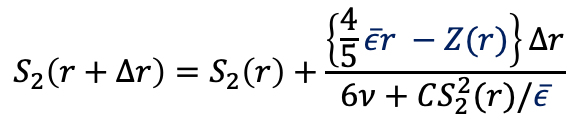 S₂(r + Δr) = S₂(r) + {4/5 ε̄r − Z(r)} Δr / 6ν + CS₂²(r)/ε̄